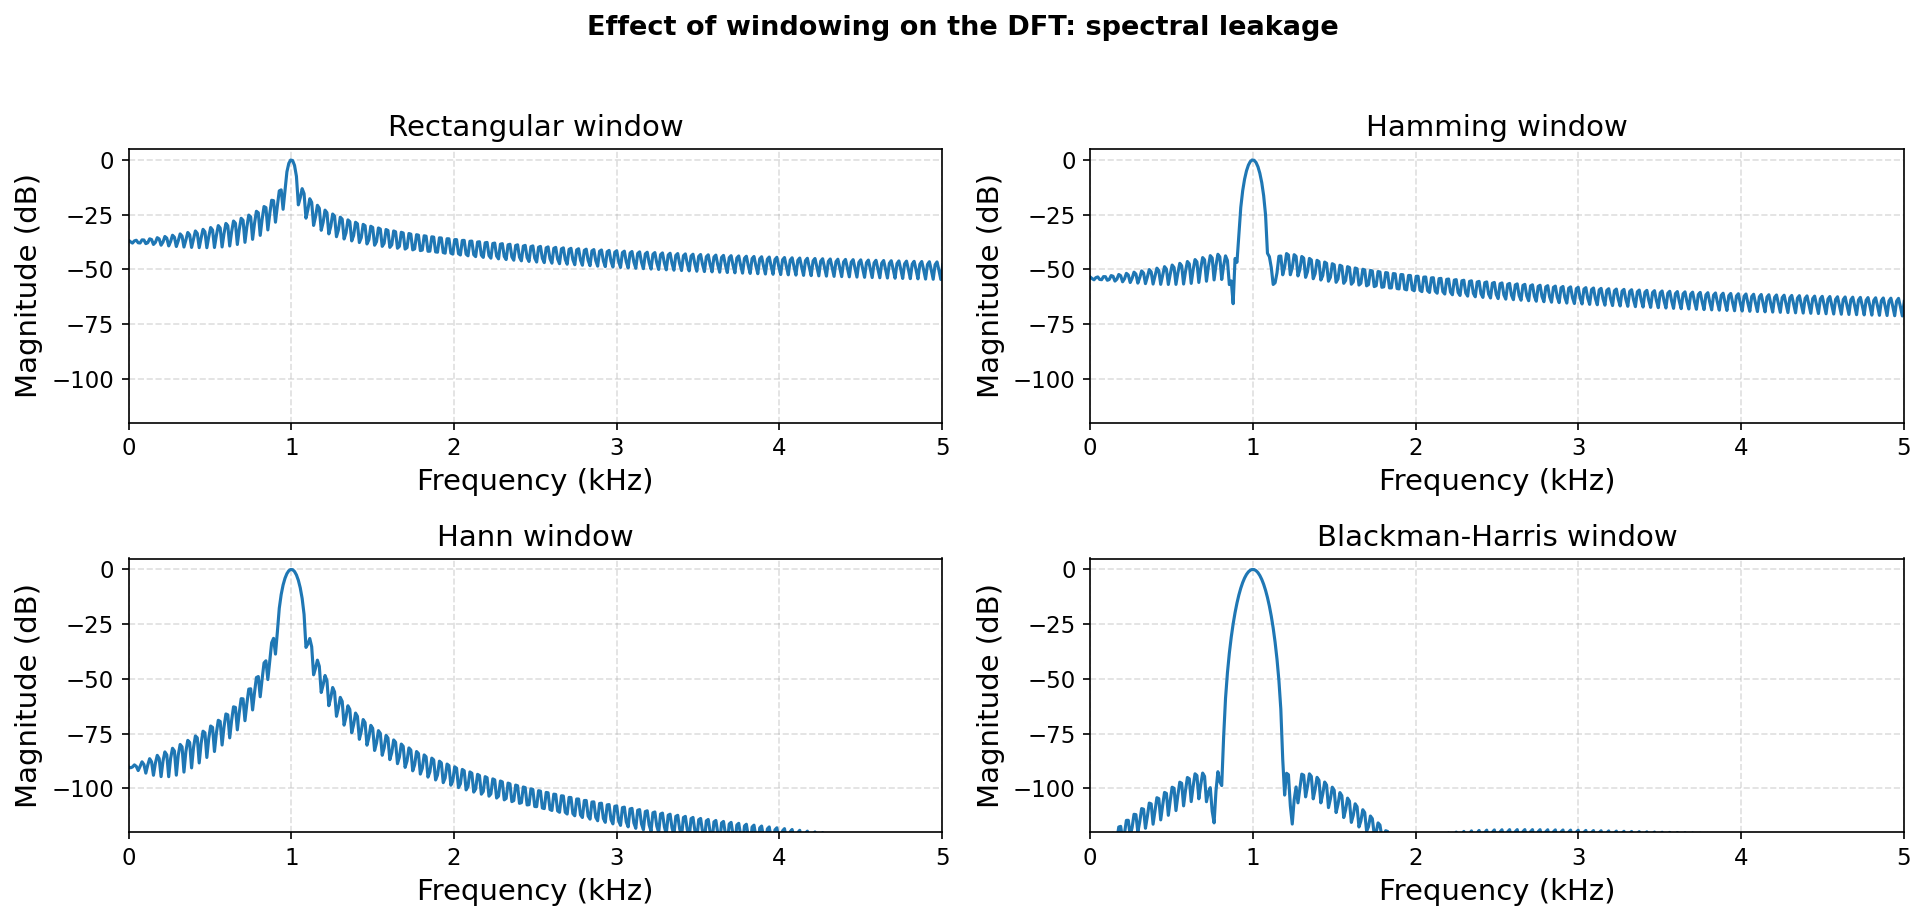 Effect of windowing on the DFT: spectral leakage
Rectangular window
Magnitude (dB)
0
−25
−50
−75
−100
0 1 2 3 4 5
Frequency (kHz)
Hamming window
Magnitude (dB)
0
−25
−50
−75
−100
0 1 2 3 4 5
Frequency (kHz)
Hann window
Magnitude (dB)
0
−25
−50
−75
−100
0 1 2 3 4 5
Frequency (kHz)
Blackman-Harris window
Magnitude (dB)
0
−25
−50
−75
−100
0 1 2 3 4 5
Frequency (kHz)